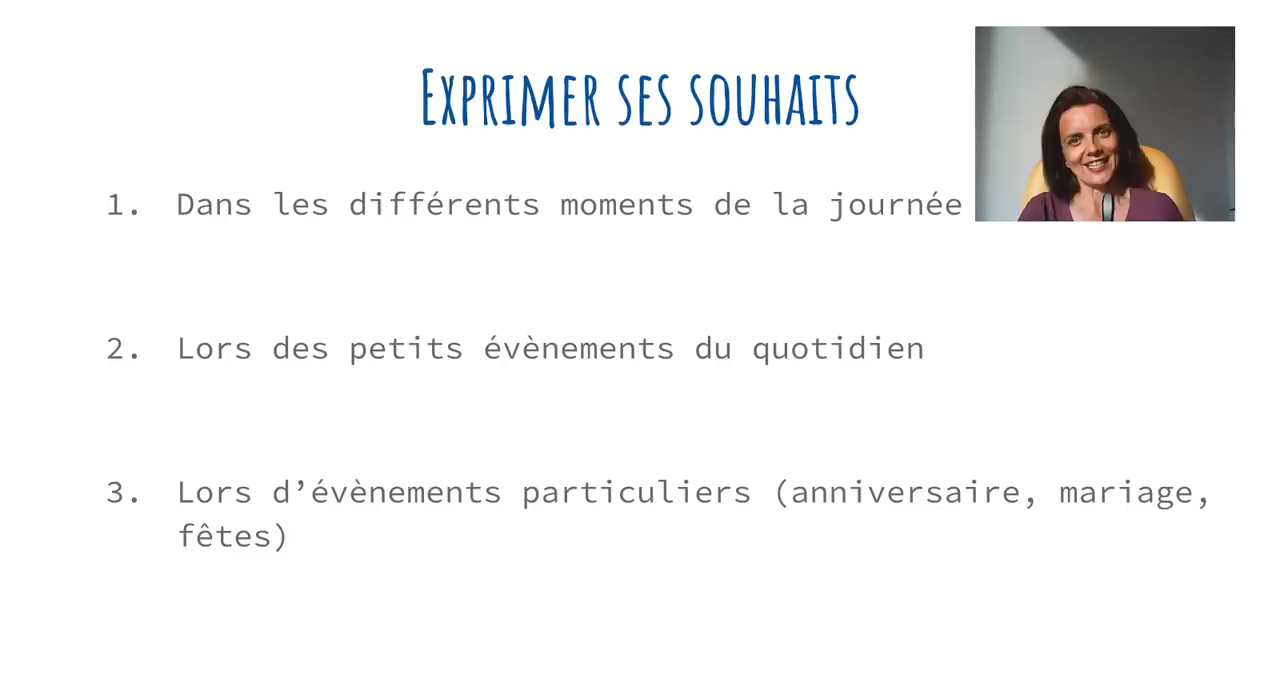 Exprimer ses souhaits
1. Dans les différents moments de la journée
2. Lors des petits évènements du quotidien
3. Lors d’évènements particuliers (anniversaire, mariage,
fêtes)